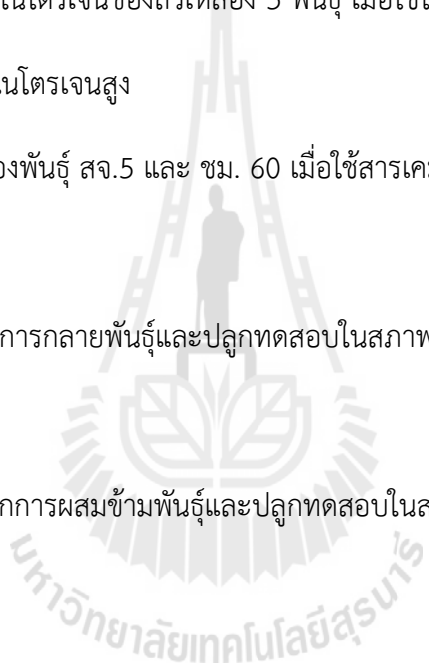 ไนโตรเจนของถั่วเหลือง 5 พันธุ์ เมื่อใช้
นโตรเจนสูง
องพันธุ์ สจ.5 และ ชม. 60 เมื่อใช้สารเค
การกลายพันธุ์และปลูกทดสอบในสภาพ
กการผสมข้ามพันธุ์และปลูกทดสอบในส
มหาวิทยาลัยเทคโนโลยีสุรนารี